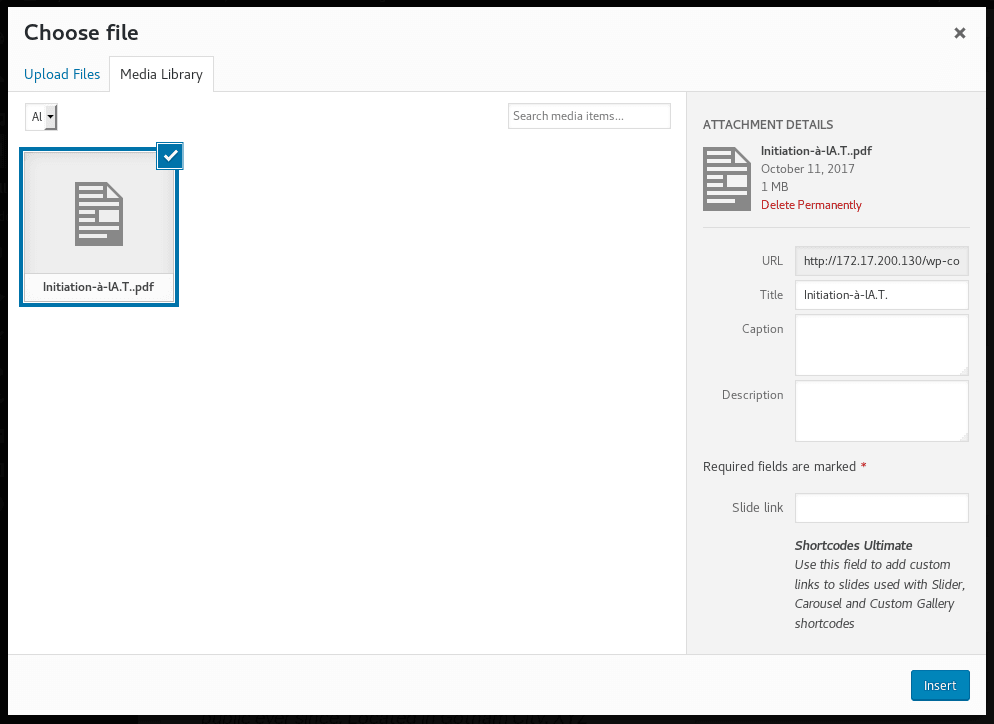 Choose file
Upload Files
Media Library
Al
Search media items...
Initiation-à-lA.T..pdf
ATTACHMENT DETAILS
Initiation-à-lA.T..pdf
October 11, 2017
1 MB
Delete Permanently
URL http://172.17.200.130/wp-co
Title Initiation-à-lA.T.
Caption
Description
Required fields are marked *
Slide link
Shortcodes Ultimate
Use this field to add custom
links to slides used with Slider,
Carousel and Custom Gallery
shortcodes
Insert